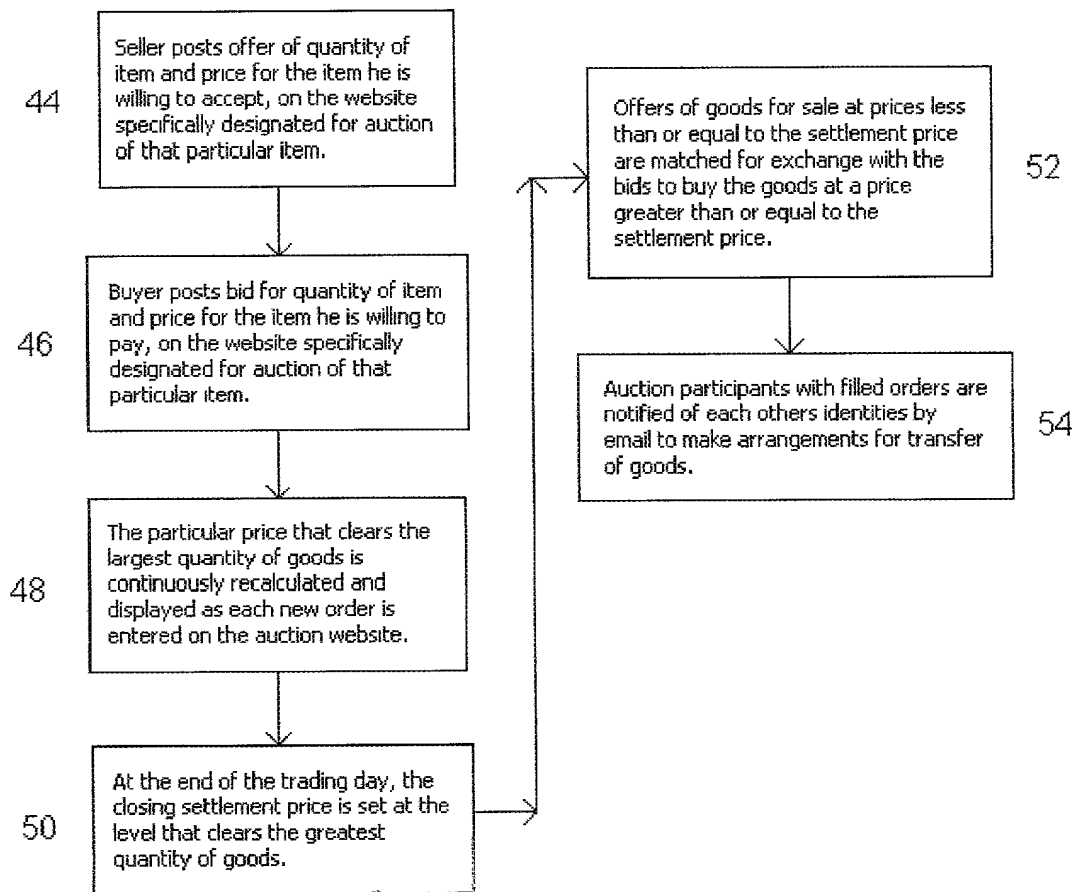 44
Seller posts offer of quantity of
item and price for the item he is
willing to accept, on the website
specifically designated for auction
of that particular item.
46
Buyer posts bid for quantity of item
and price for the item he is willing to
pay, on the website specifically
designated for auction of that
particular item.
48
The particular price that clears the
largest quantity of goods is
continuously recalculated and
displayed as each new order is
entered on the auction website.
50
At the end of the trading day, the
closing settlement price is set at the
level that clears the greatest
quantity of goods.
Offers of goods for sale at prices less
than or equal to the settlement price
are matched for exchange with the
bids to buy the goods at a price
greater than or equal to the
settlement price.
52
Auction participants with filled orders are
notified of each others identities by
email to make arrangements for transfer
of goods.
54